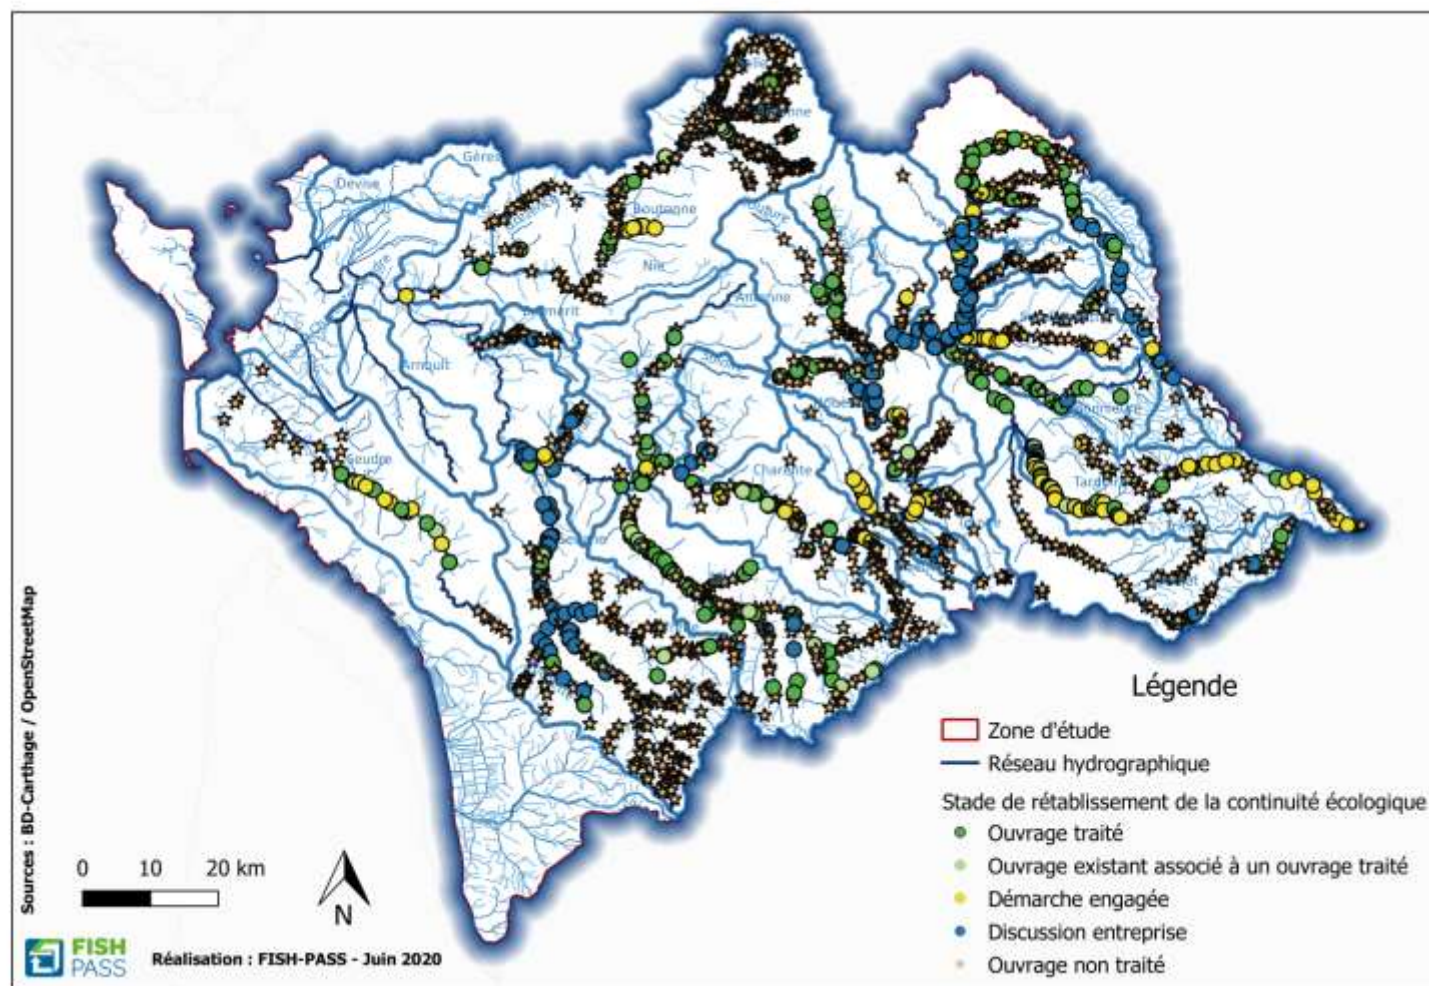 Gères
Devise
Boutonne
Nie
Antenne
Arnoult
Seudre
Charente
Légende
Zone d'étude
Réseau hydrographique
Stade de rétablissement de la continuité écologique
Ouvrage traité
Ouvrage existant associé à un ouvrage traité
Démarche engagée
Discussion entreprise
Ouvrage non traité
0 10 20 km
N
Sources : BD-Carthage / OpenStreetMap
FISH
PASS
Réalisation : FISH-PASS - Juin 2020